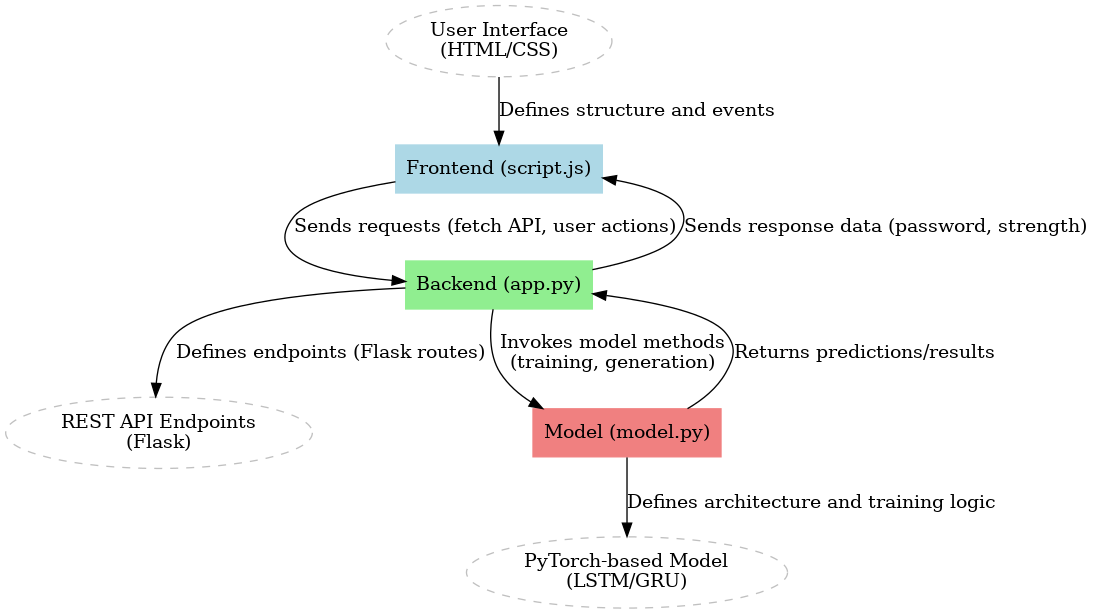 User Interface
(HTML/CSS)
Defines structure and events
Frontend (script.js)
Sends requests (fetch API, user actions)
Sends response data (password, strength)
Backend (app.py)
Defines endpoints (Flask routes)
Invokes model methods
(training, generation)
Returns predictions/results
REST API Endpoints
(Flask)
Model (model.py)
Defines architecture and training logic
PyTorch-based Model
(LSTM/GRU)